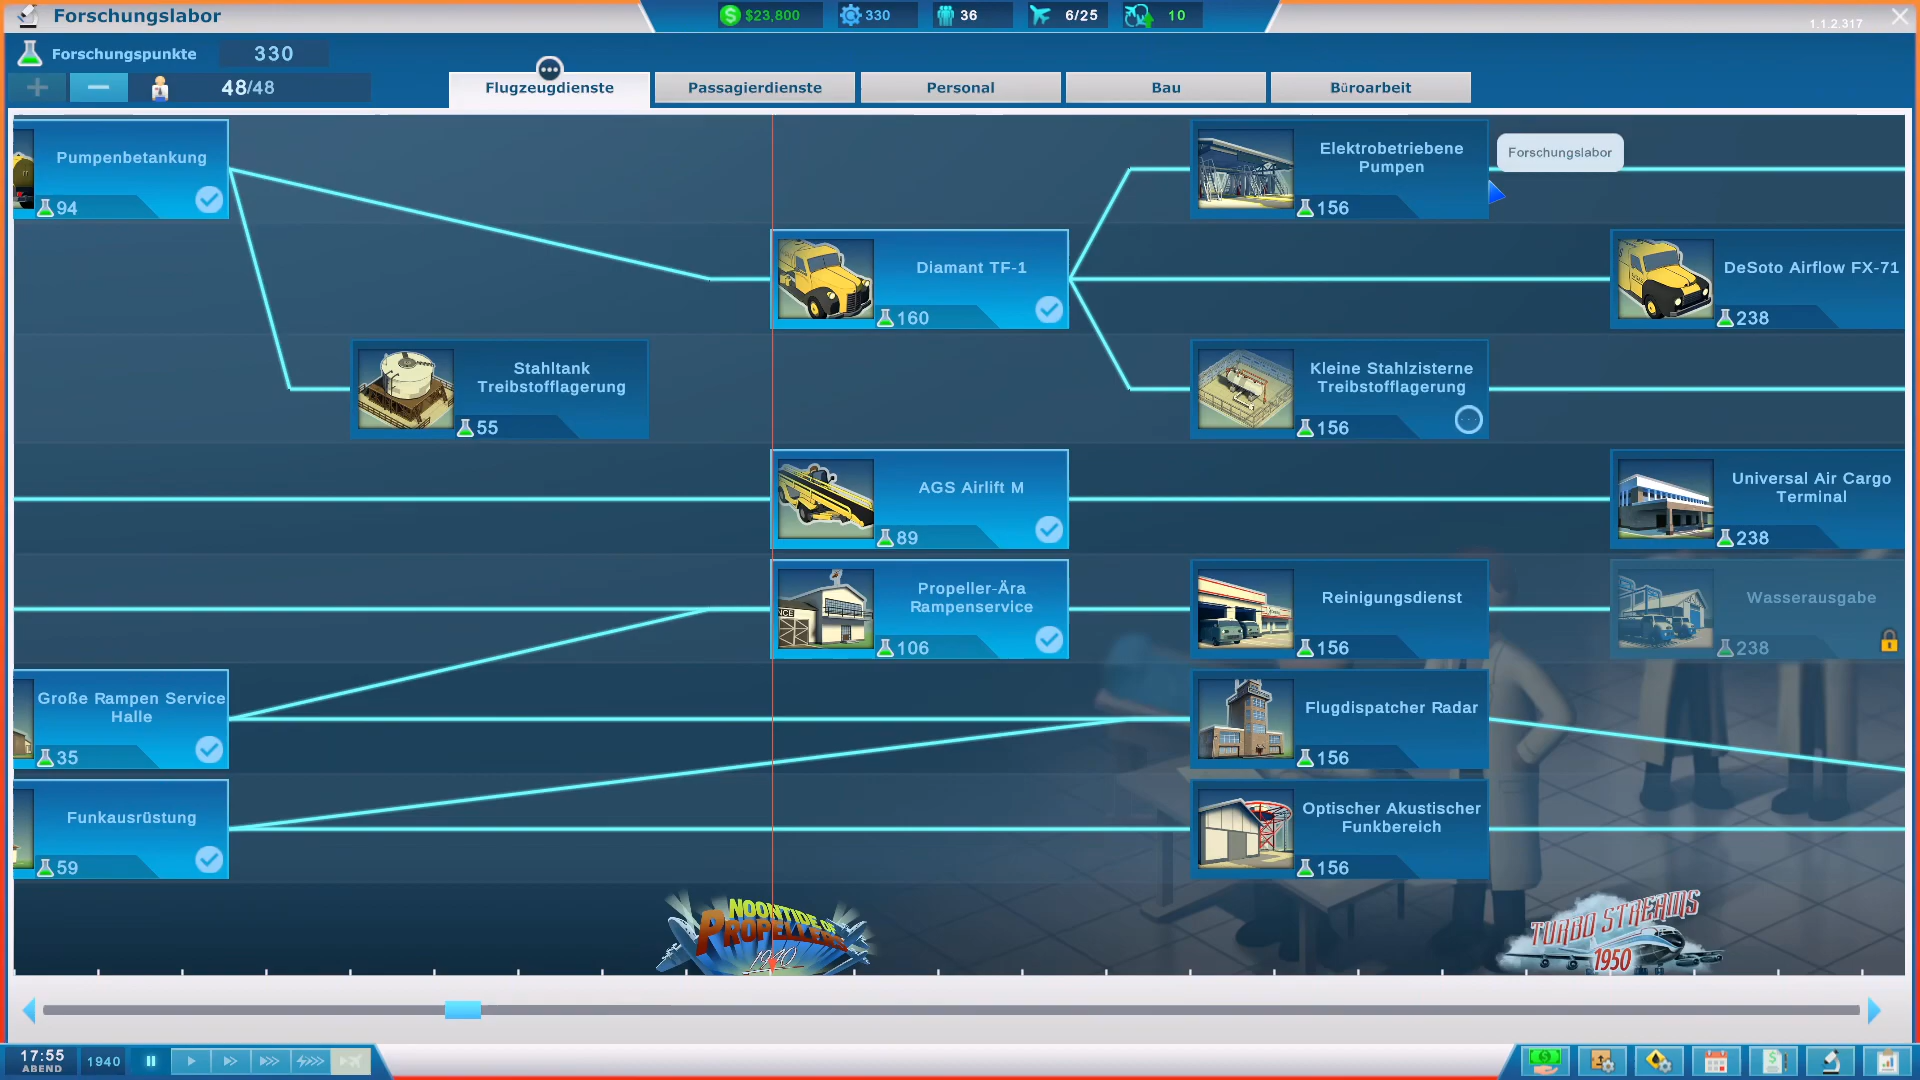 Forschungslabor
$23,800
330
36
6/25
10
1.1.2.317
Forschungspunkte
330
48/48
Flugzeugdienste
Passagierdienste
Personal
Bau
Büroarbeit
Pumpenbetankung
94
Elektrobetriebene
Pumpen
156
Forschungslabor
Diamant TF-1
160
DeSoto Airflow FX-71
238
Stahltank
Treibstofflagerung
55
Kleine Stahlzisterne
Treibstofflagerung
156
AGS Airlift M
89
Universal Air Cargo
Terminal
238
Propeller-Ära
Rampenservice
106
Reinigungsdienst
156
Wasserausgabe
238
Große Rampen Service
Halle
35
Flugdispatcher Radar
156
Funkausrüstung
59
Optischer Akustischer
Funkbereich
156
NOONTIDE OF
PROPELLERS
1940
TURBO STREAMS
1950
17:55
ABEND
1940